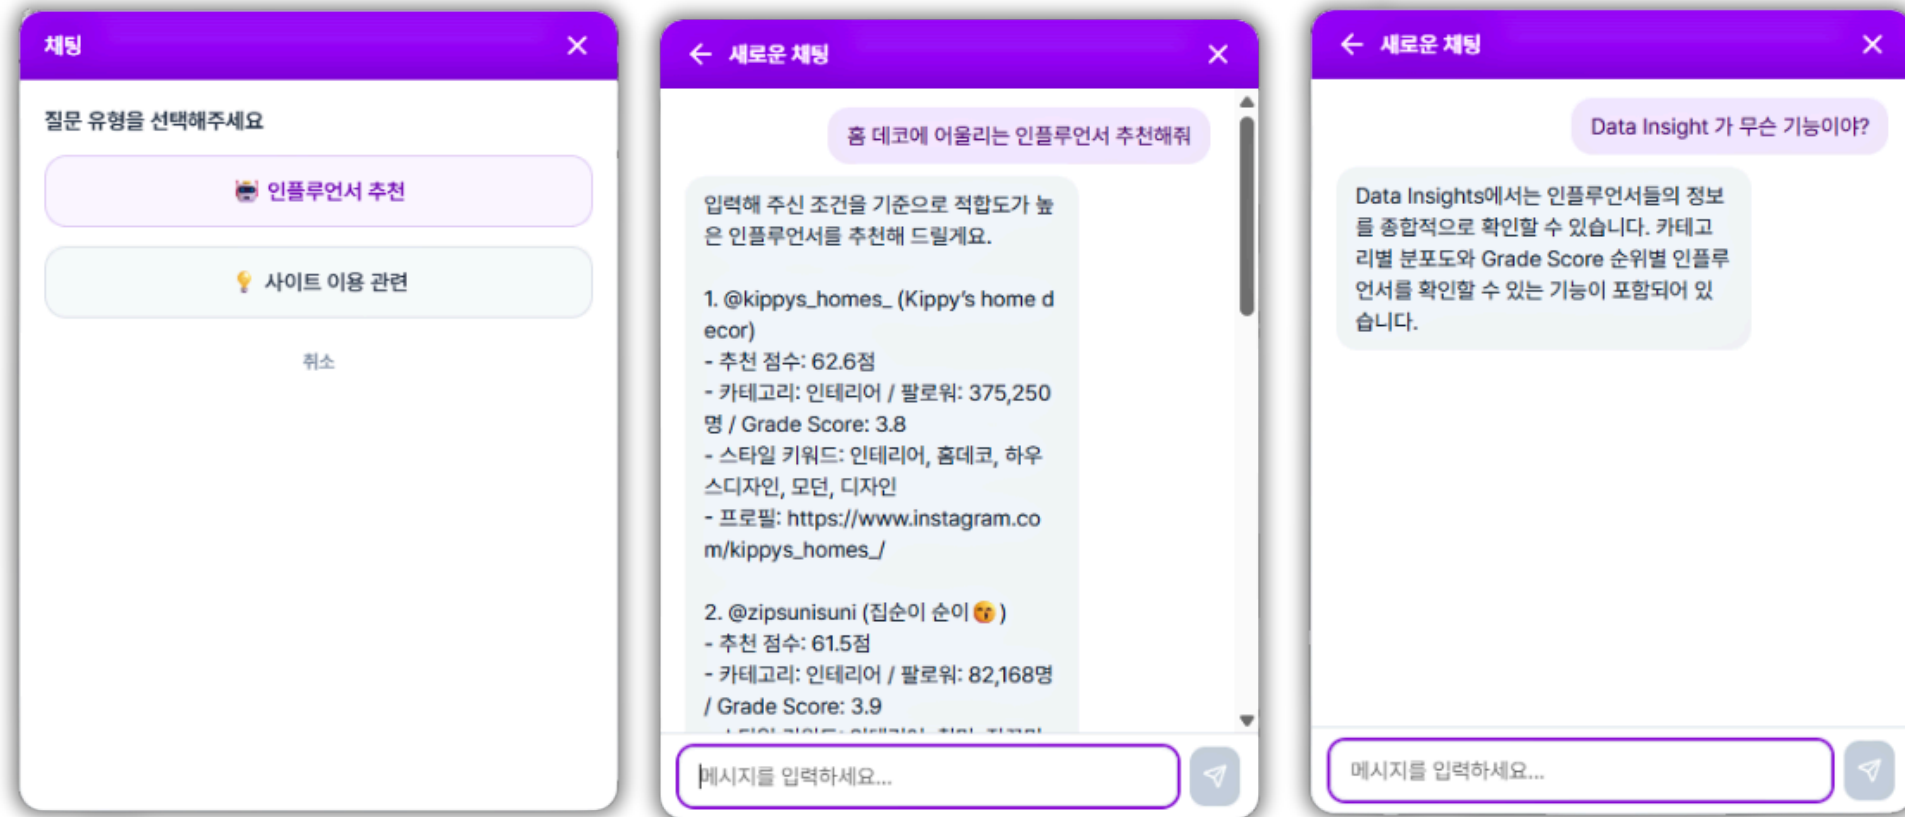 채팅
질문 유형을 선택해주세요
인플루언서 추천
사이트 이용 관련
취소
새로운 채팅
홈 데코에 어울리는 인플루언서 추천해줘
입력해 주신 조건을 기준으로 적합도가 높
은 인플루언서를 추천해 드릴게요.
1. @kippys_homes_ (Kippy's home d
ecor)
- 추천 점수: 62.6점
- 카테고리: 인테리어 / 팔로워: 375,250
명 / Grade Score: 3.8
- 스타일 키워드: 인테리어, 홈데코, 하우
스디자인, 모던, 디자인
- 프로필: https://www.instagram.co
m/kippys_homes_/
2. @zipsunisuni (집순이 순이😙)
- 추천 점수: 61.5점
- 카테고리: 인테리어 / 팔로워: 82,168명
/ Grade Score: 3.9
메시지를 입력하세요...
새로운 채팅
Data Insight 가 무슨 기능이야?
Data Insights에서는 인플루언서들의 정보
를 종합적으로 확인할 수 있습니다. 카테고
리별 분포도와 Grade Score 순위별 인플루
언서를 확인할 수 있는 기능이 포함되어 있
습니다.
메시지를 입력하세요...